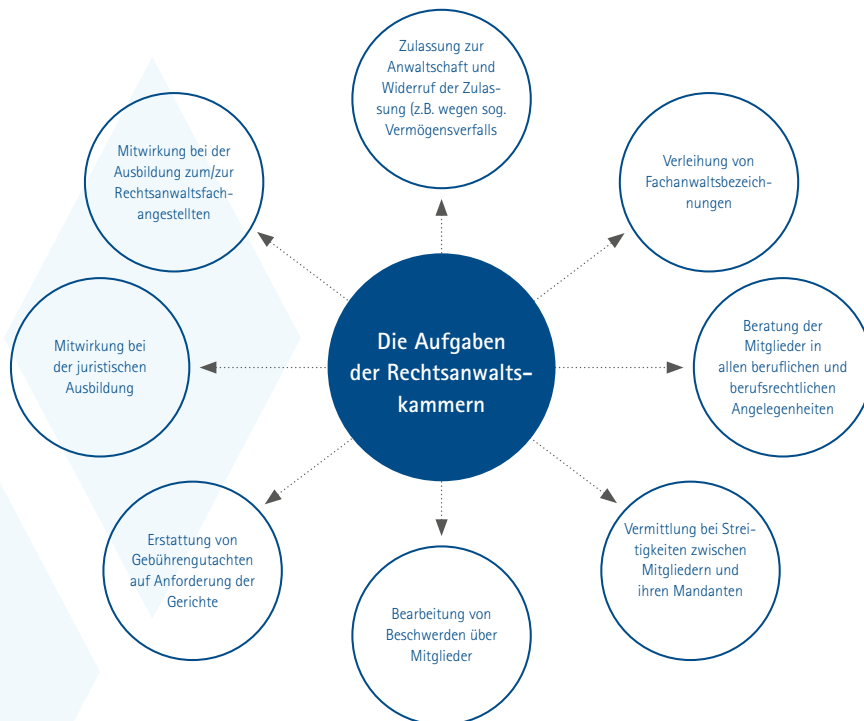 Zulassung zur
Anwaltschaft und
Widerruf der Zulas-
sung (z.B. wegen sog.
Vermögensverfalls
Verleihung von
Fachanwaltsbezeich-
nungen
Beratung der
Mitglieder in
allen beruflichen und
berufsrechtlichen
Angelegenheiten
Vermittlung bei Strei-
tigkeiten zwischen
Mitgliedern und
ihren Mandanten
Bearbeitung von
Beschwerden über
Mitglieder
Erstattung von
Gebührengutachten
auf Anforderung der
Gerichte
Mitwirkung bei
der juristischen
Ausbildung
Mitwirkung bei der
Ausbildung zum/zur
Rechtsanwaltsfach-
angestellten
Die Aufgaben
der Rechtsanwalts-
kammern